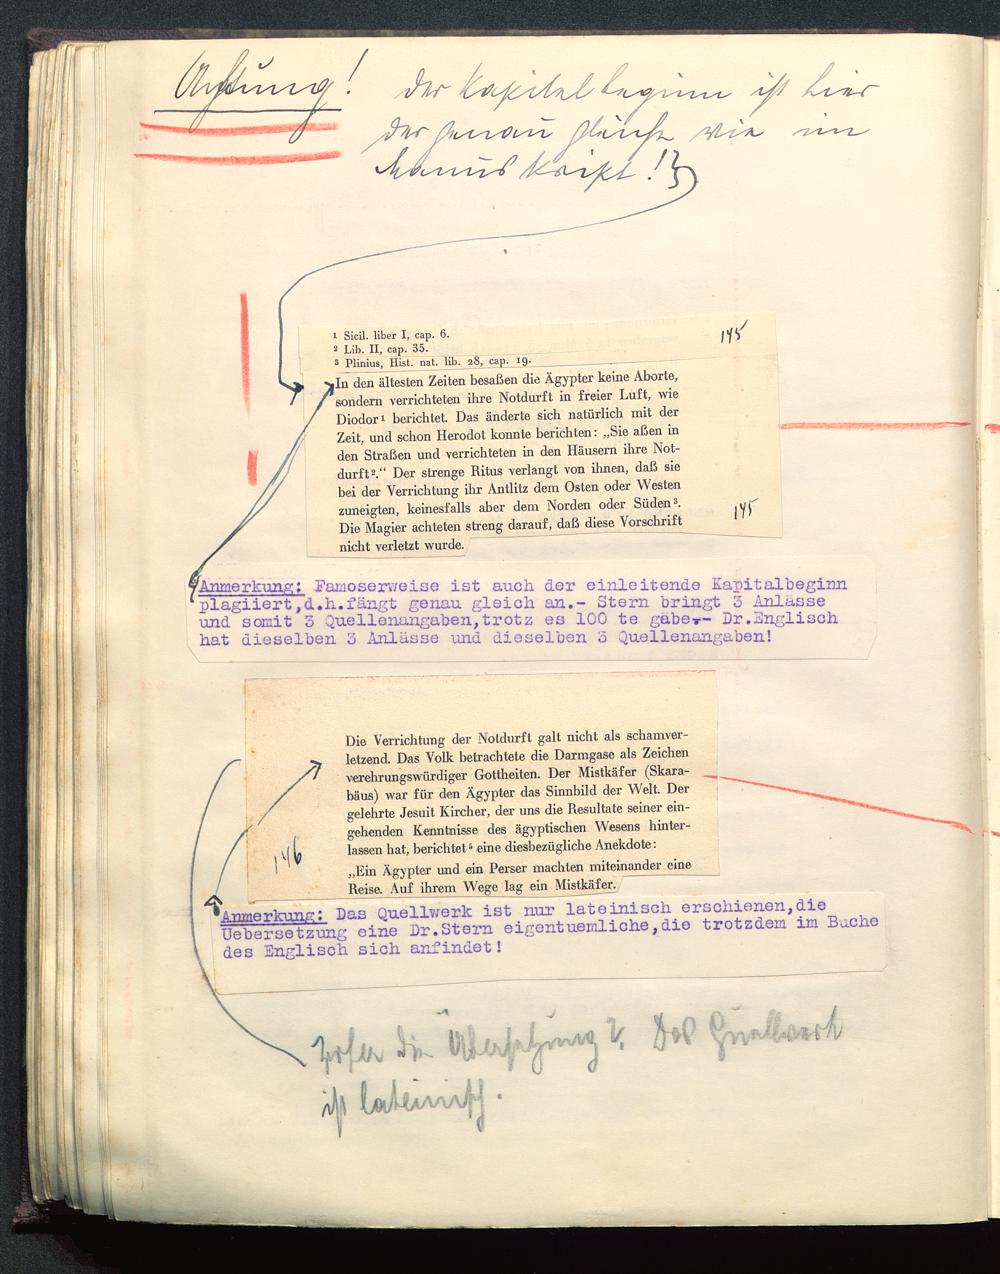 Achtung! der Kapitelbeginn ist hier
der genau gleiche wie im
Manuskript!
1 Sicil. liber I, cap. 6.
145
2 Lib. II, cap. 35.
3 Plinius, Hist. nat. lib. 28, cap. 19.
In den ältesten Zeiten besaßen die Ägypter keine Aborte,
sondern verrichteten ihre Notdurft in freier Luft, wie
Diodor¹ berichtet. Das änderte sich natürlich mit der
Zeit, und schon Herodot konnte berichten: „Sie aßen in
den Straßen und verrichteten in den Häusern ihre Not-
durft².“ Der strenge Ritus verlangt von ihnen, daß sie
bei der Verrichtung ihr Antlitz dem Osten oder Westen
zuneigten, keinesfalls aber dem Norden oder Süden³.
145
Die Magier achteten streng darauf, daß diese Vorschrift
nicht verletzt wurde.
Anmerkung: Famoserweise ist auch der einleitende Kapitalbeginn
plagiiert,d.h.fängt genau gleich an.- Stern bringt 3 Anlässe
und somit 3 Quellenangaben,trotz es 100 te gäbe.- Dr.Englisch
hat dieselben 3 Anlässe und dieselben 3 Quellenangaben!
Die Verrichtung der Notdurft galt nicht als schamver-
letzend. Das Volk betrachtete die Darmgase als Zeichen
verehrungswürdiger Gottheiten. Der Mistkäfer (Skara-
bäus) war für den Ägypter das Sinnbild der Welt. Der
gelehrte Jesuit Kircher, der uns die Resultate seiner ein-
gehenden Kenntnisse des ägyptischen Wesens hinter-
lassen hat, berichtet⁵ eine diesbezügliche Anekdote:
146
„Ein Ägypter und ein Perser machten miteinander eine
Reise. Auf ihrem Wege lag ein Mistkäfer.
Anmerkung: Das Quellwerk ist nur lateinisch erschienen,die
Uebersetzung eine Dr.Stern eigentuemliche,die trotzdem im Buche
des Englisch sich anfindet!
die Übersetzung?. Das Quellwerk
ist lateinisch.